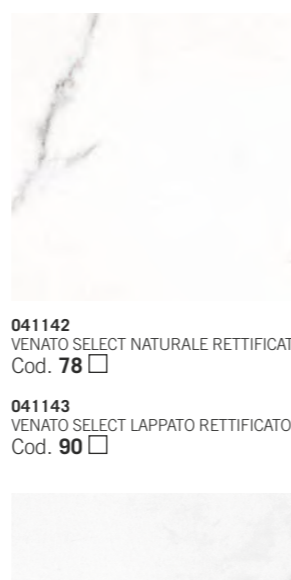 041142
VENATO SELECT NATURALE RETTIFICAT
Cod. 78 □
041143
VENATO SELECT LAPPATO RETTIFICATO
Cod. 90 □